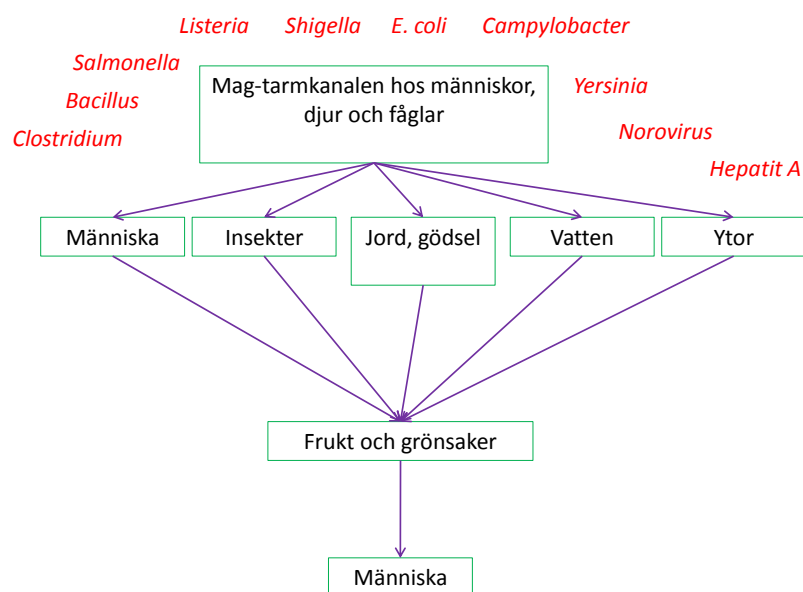 Listeria Shigella E. coli Campylobacter
Salmonella
Mag-tarmkanalen hos människor,
djur och fåglar
Yersinia
Bacillus
Clostridium
Norovirus
Hepatit A
Människa Insekter Jord, gödsel Vatten Ytor
Frukt och grönsaker
Människa